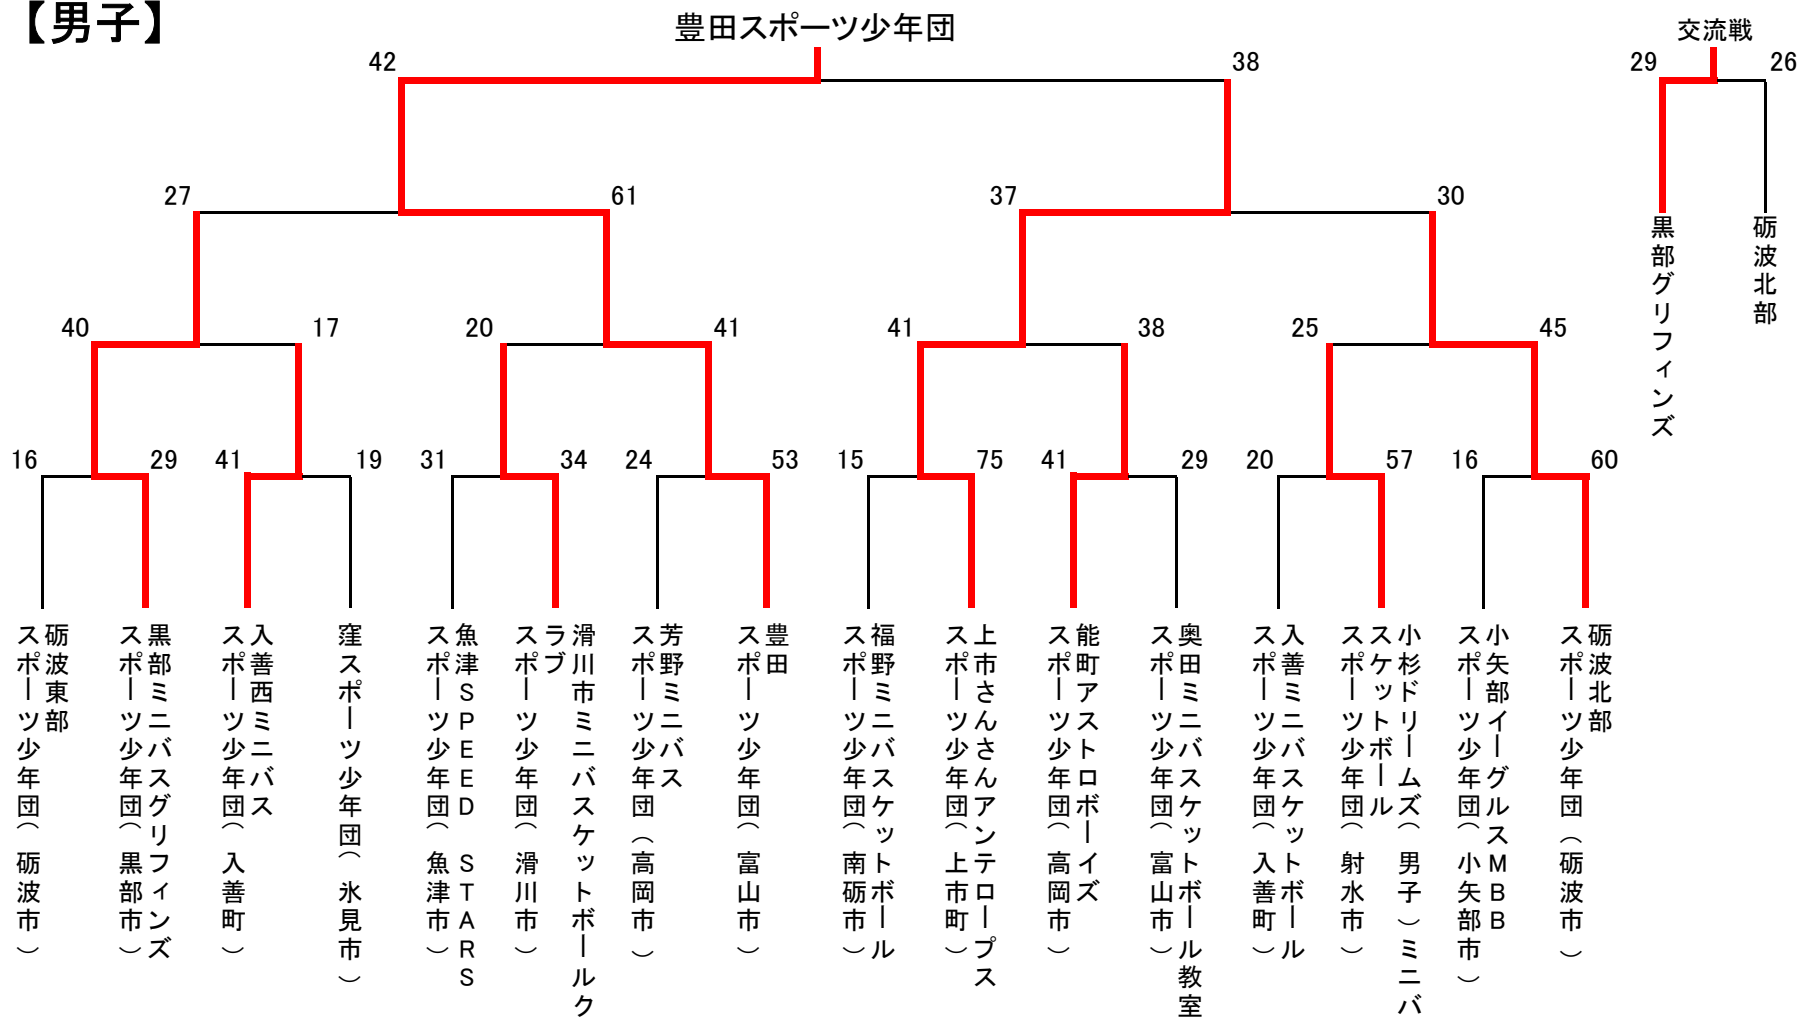 【男子】
豊田スポーツ少年団
交流戦
42
38
29
26
27
61
37
30
黒部グリフィンズ
砺波北部
40
17
20
41
41
38
25
45
16
29
41
19
31
34
24
53
15
75
41
29
20
57
16
60
砺波東部
スポーツ少年団(砺波市)
黒部ミニバスグリフィンズ
スポーツ少年団(黒部市)
入善西ミニバス
スポーツ少年団(入善町)
窪スポーツ少年団(氷見市)
魚津SPEED STARS
スポーツ少年団(魚津市)
滑川市ミニバスケットボールク
ラブ
スポーツ少年団(滑川市)
芳野ミニバス
スポーツ少年団(高岡市)
豊田
スポーツ少年団(富山市)
福野ミニバスケットボール
スポーツ少年団(南砺市)
上市さんさんアンテロープス
スポーツ少年団(上市町)
能町アストロボーイズ
スポーツ少年団(高岡市)
奥田ミニバスケットボール教室
スポーツ少年団(富山市)
入善ミニバスケットボール
スポーツ少年団(入善町)
小杉ドリームズ(男子)ミニバ
スケットボール
スポーツ少年団(射水市)
小矢部イーグルスMBB
スポーツ少年団(小矢部市)
砺波北部
スポーツ少年団(砺波市)